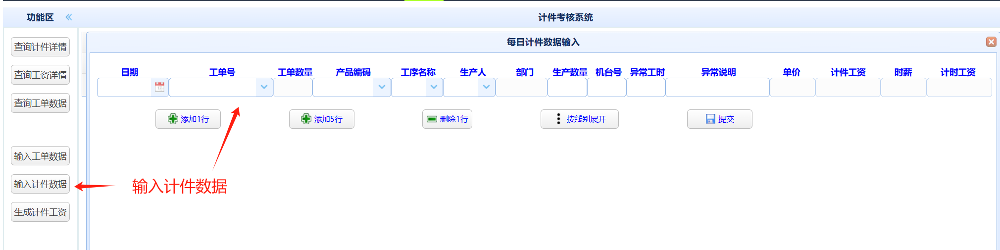 功能区
计件考核系统
查询计件详情
查询工资详情
查询工单数据
输入工单数据
输入计件数据
生成计件工资
每日计件数据输入
日期 工单号 工单数量 产品编码 工序名称 生产人 部门 生产数量 机台号 异常工时 异常说明 单价 计件工资 时薪 计时工资
添加1行 添加5行 删除1行 按线别展开 提交
输入计件数据